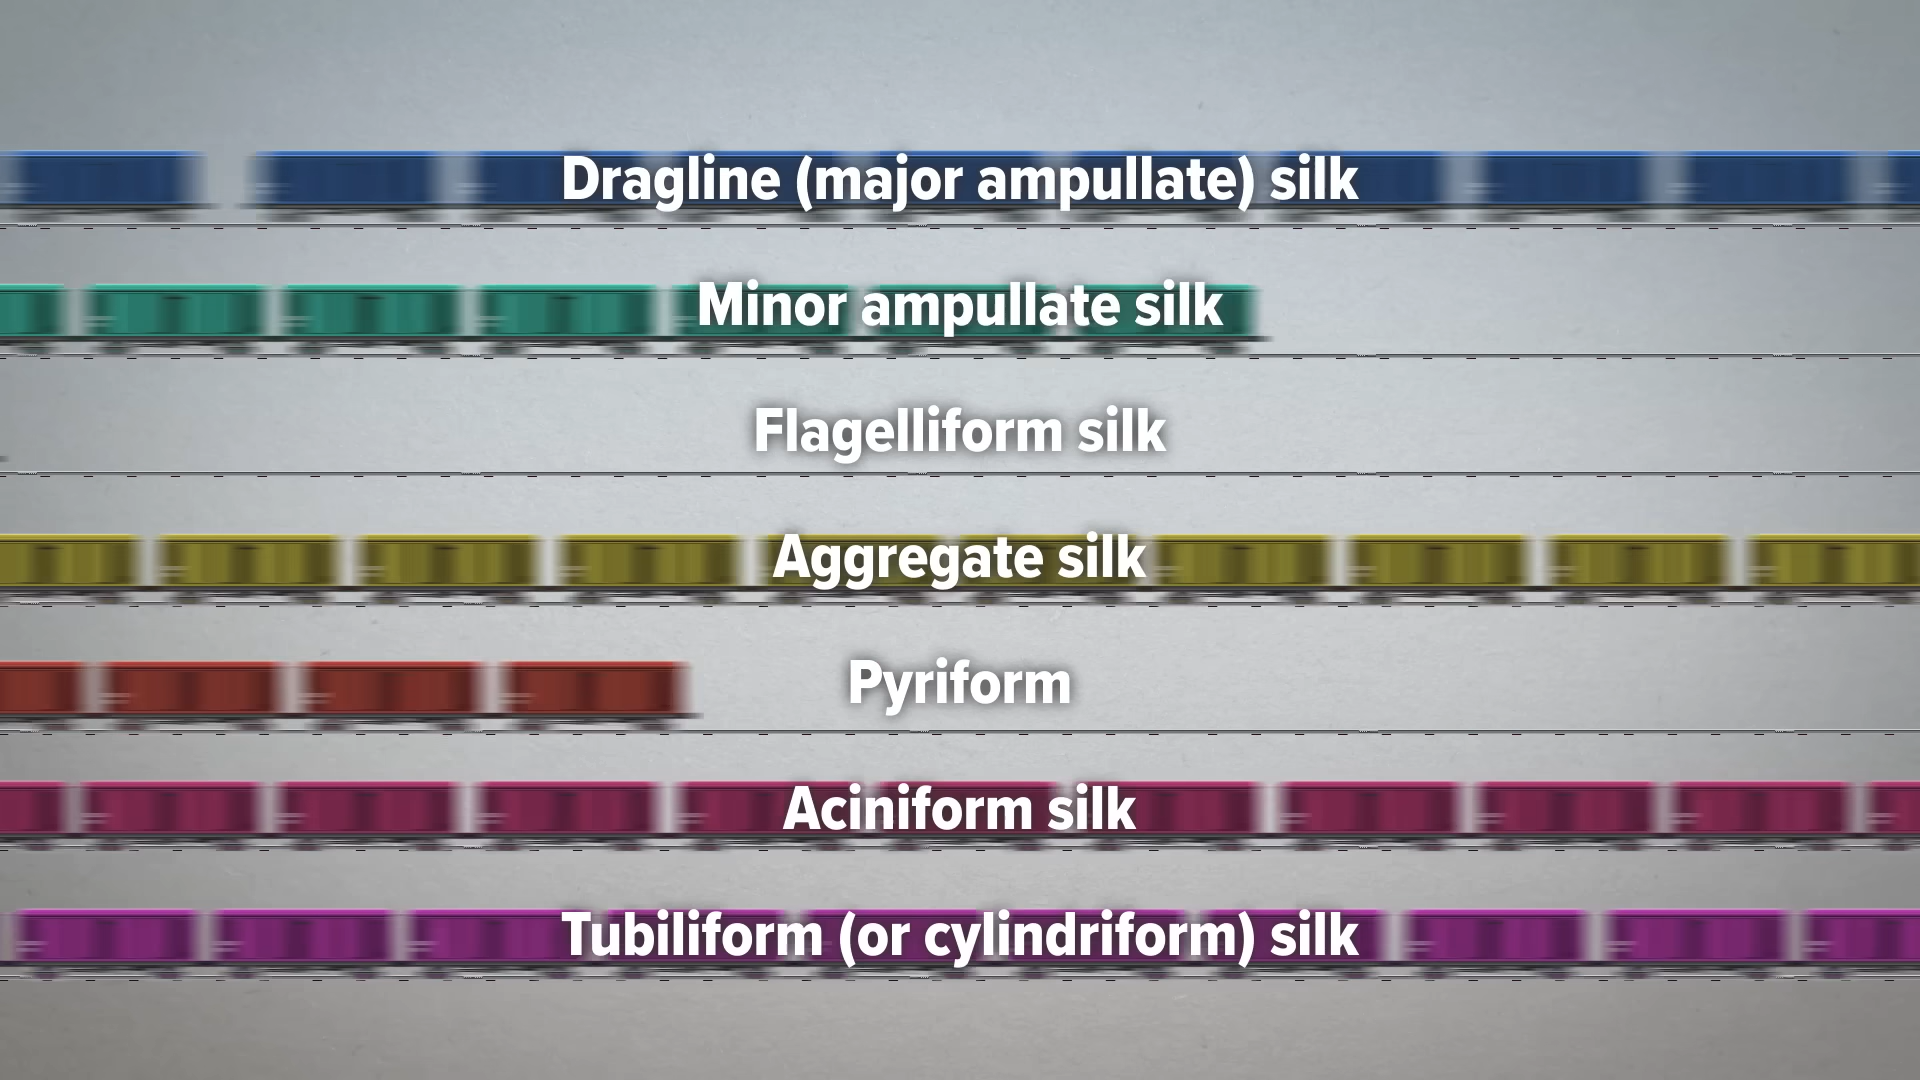 Dragline (major ampullate) silk
Minor ampullate silk
Flagelliform silk
Aggregate silk
Pyriform
Aciniform silk
Tubiliform (or cylindriform) silk